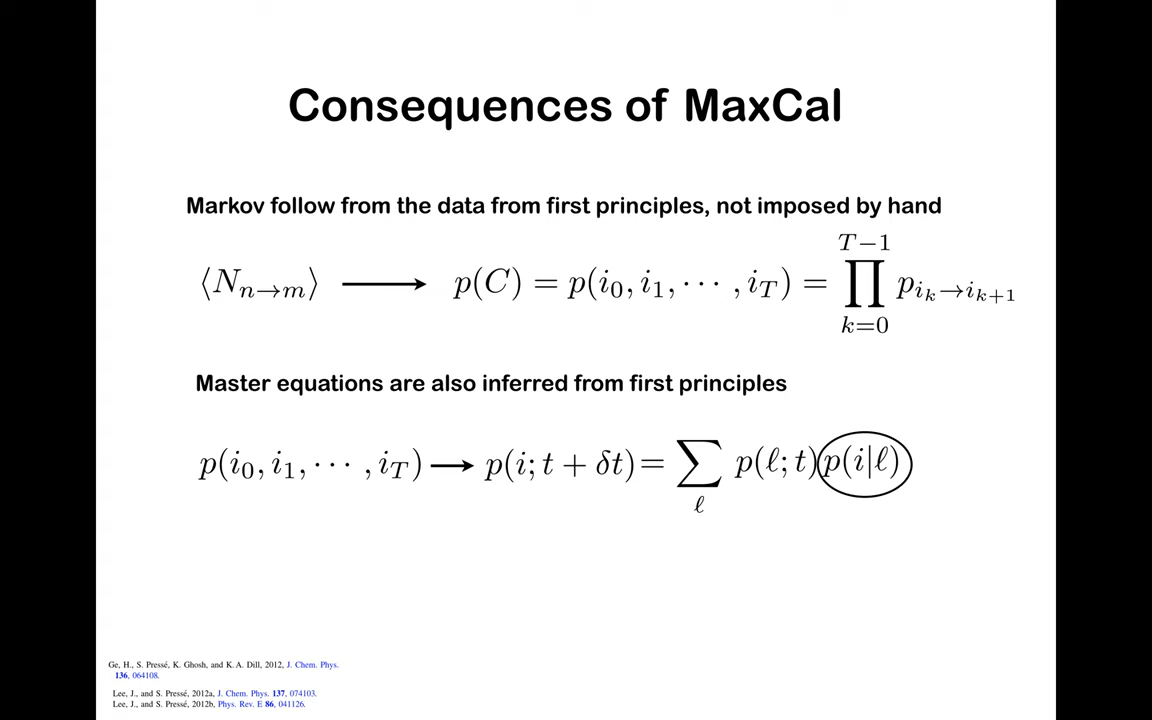 Consequences of MaxCal
Markov follow from the data from first principles, not imposed by hand
⟨N_{n→m}⟩ ⟶ p(C) = p(i_0, i_1, ⋯ , i_T) = ∏_{k=0}^{T−1} p_{i_k→i_{k+1}}
Master equations are also inferred from first principles
p(i_0, i_1, ⋯ , i_T) ⟶ p(i; t + δt) = ∑_ℓ p(ℓ; t) p(i|ℓ)
Ge, H., S. Pressé, K. Ghosh, and K. A. Dill, 2012, J. Chem. Phys.
136, 064108.
Lee, J., and S. Pressé, 2012a, J. Chem. Phys. 137, 074103.
Lee, J., and S. Pressé, 2012b, Phys. Rev. E 86, 041126.